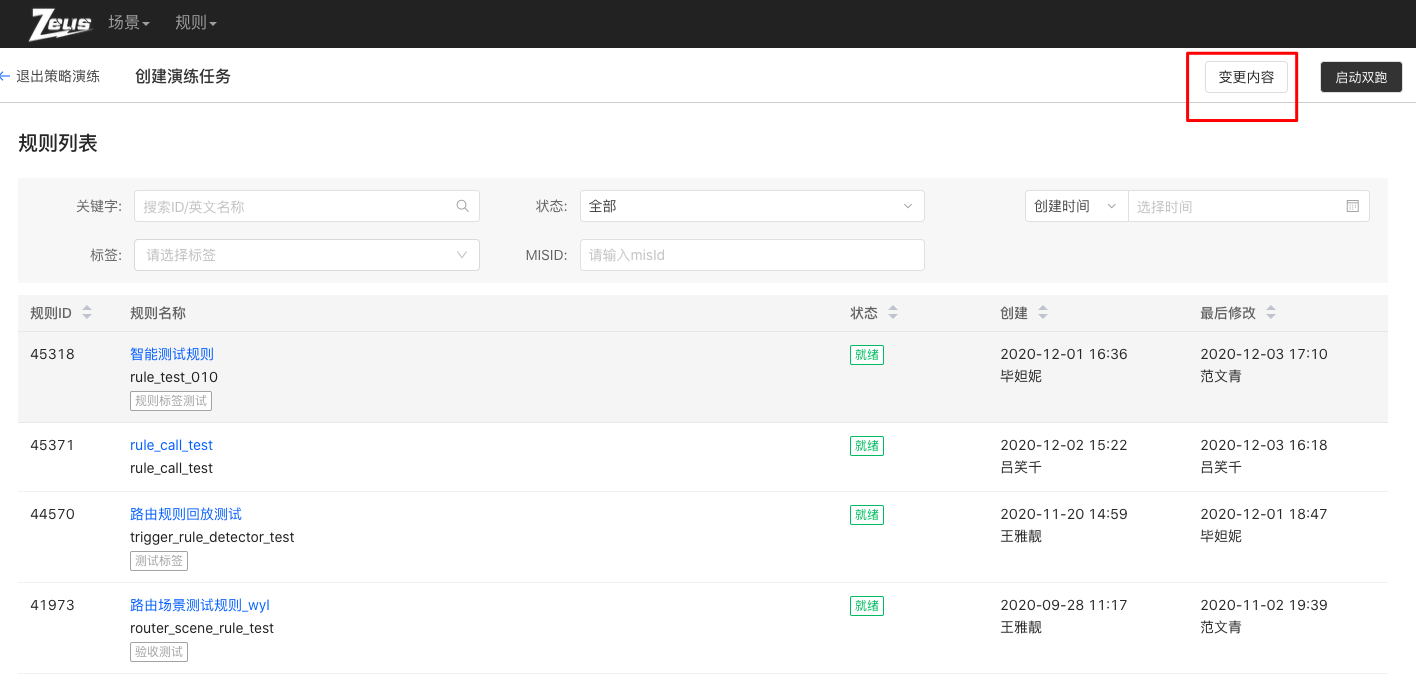 Zeus 场景 规则
← 退出策略演练 创建演练任务 变更内容 启动双跑
规则列表
关键字: 搜索ID/英文名称 状态: 全部 创建时间 选择时间
标签: 请选择标签 MISID: 请输入misId
规则ID 规则名称 状态 创建 最后修改
45318 智能测试规则 就绪 2020-12-01 16:36 2020-12-03 17:10
rule_test_010 毕妲妮 范文青
规则标签测试
45371 rule_call_test 就绪 2020-12-02 15:22 2020-12-03 16:18
rule_call_test 吕笑千 吕笑千
44570 路由规则回放测试 就绪 2020-11-20 14:59 2020-12-01 18:47
trigger_rule_detector_test 王雅靓 毕妲妮
测试标签
41973 路由场景测试规则_wyl 就绪 2020-09-28 11:17 2020-11-02 19:39
router_scene_rule_test 王雅靓 范文青
验收测试